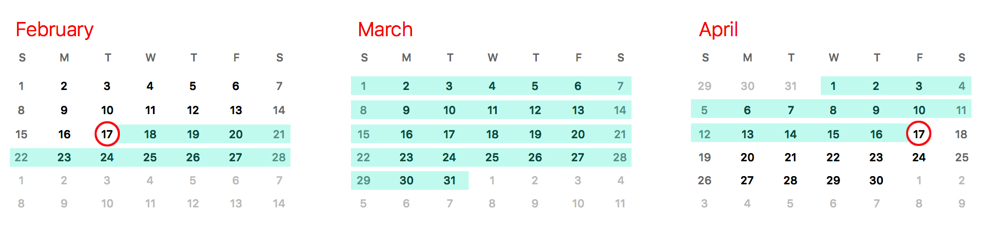 February
S M T W T F S
1 2 3 4 5 6 7
8 9 10 11 12 13 14
15 16 17 18 19 20 21
22 23 24 25 26 27 28
1 2 3 4 5 6 7
8 9 10 11 12 13 14
March
S M T W T F S
1 2 3 4 5 6 7
8 9 10 11 12 13 14
15 16 17 18 19 20 21
22 23 24 25 26 27 28
29 30 31 1 2 3 4
5 6 7 8 9 10 11
April
S M T W T F S
29 30 31 1 2 3 4
5 6 7 8 9 10 11
12 13 14 15 16 17 18
19 20 21 22 23 24 25
26 27 28 29 30 1 2
3 4 5 6 7 8 9